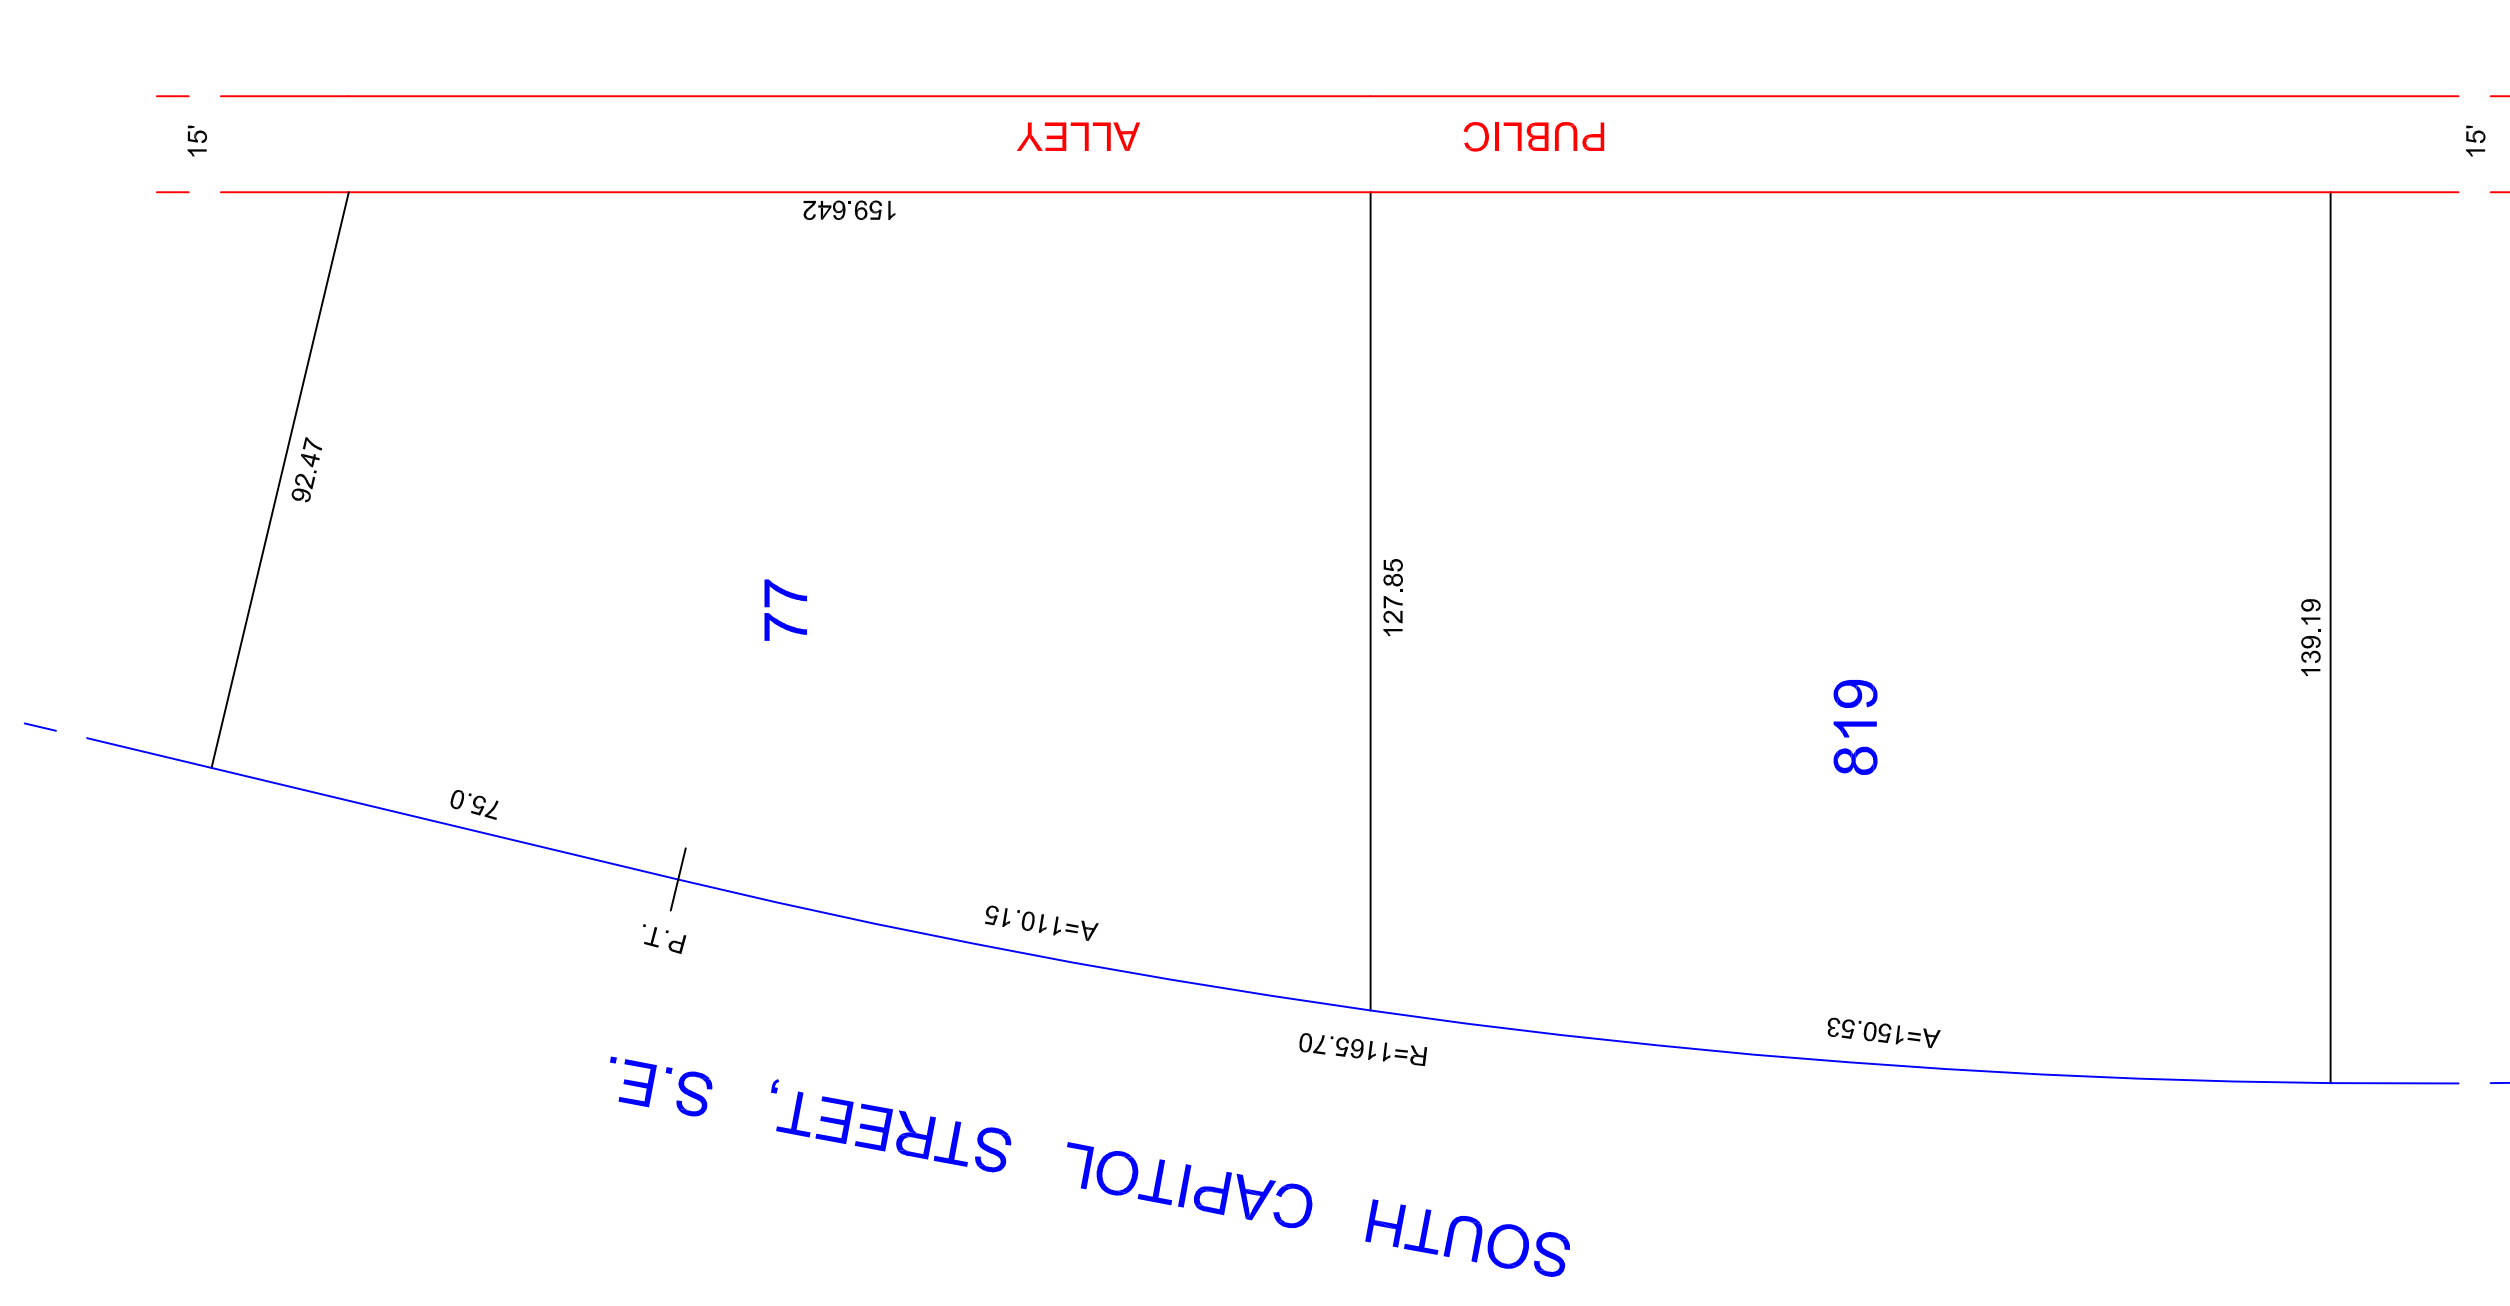 15'
PUBLIC ALLEY
15'
159.642
92.47
77
127.85
139.19
819
75.0
P.T.
A=110.15
R=1165.70
A=150.53
SOUTH CAPITOL STREET, S.E.